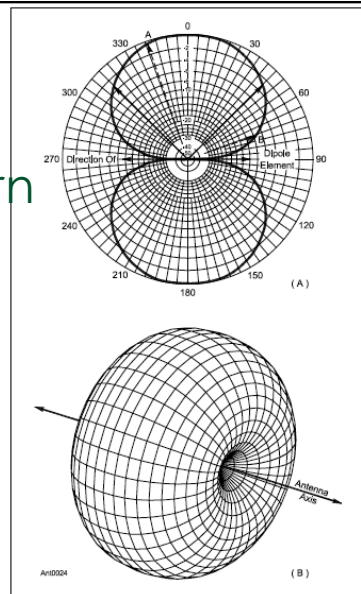 0
A
330
30
300
60
B
270
Direction Of
Dipole
Element
90
240
120
210
150
180
( A )
rn
Antenna
Axis
Ant0024
( B )